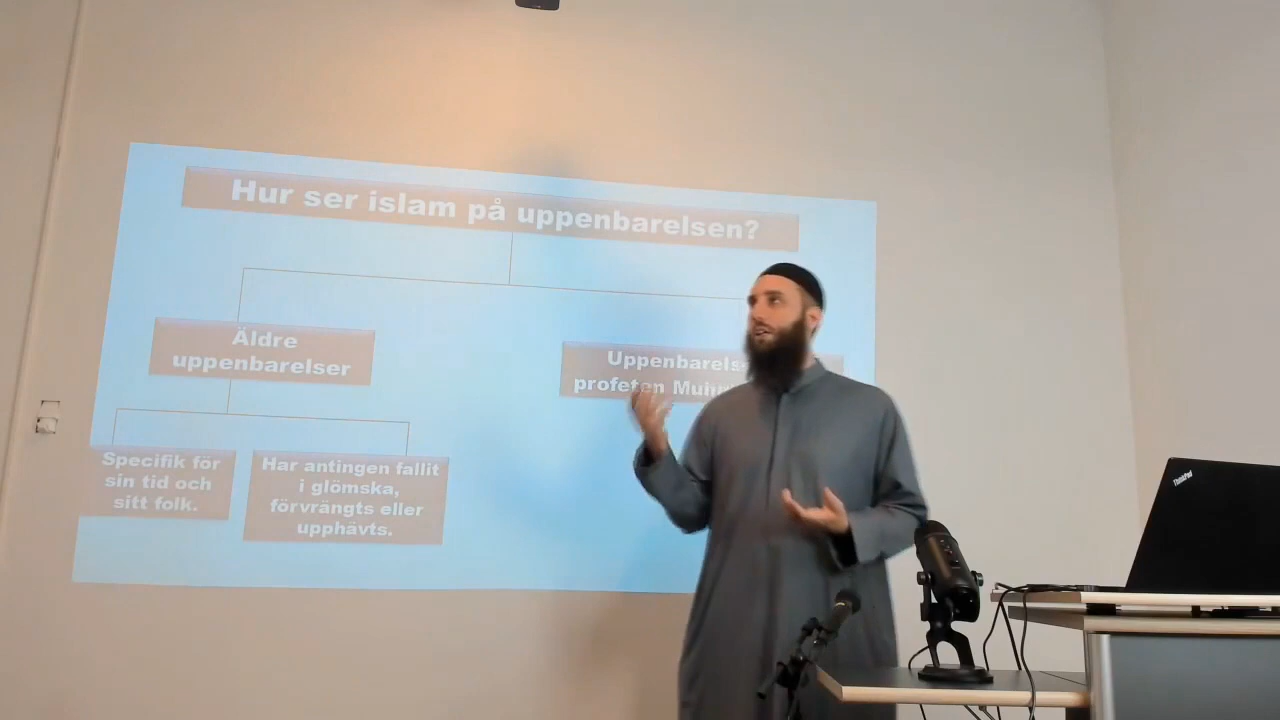 Hur ser islam på uppenbarelsen?
Äldre
uppenbarelser
profeten
Specifik för
sin tid och
sitt folk.
Har antingen fallit
i glömska,
förvrängts eller
upphävts.
ThinkPad